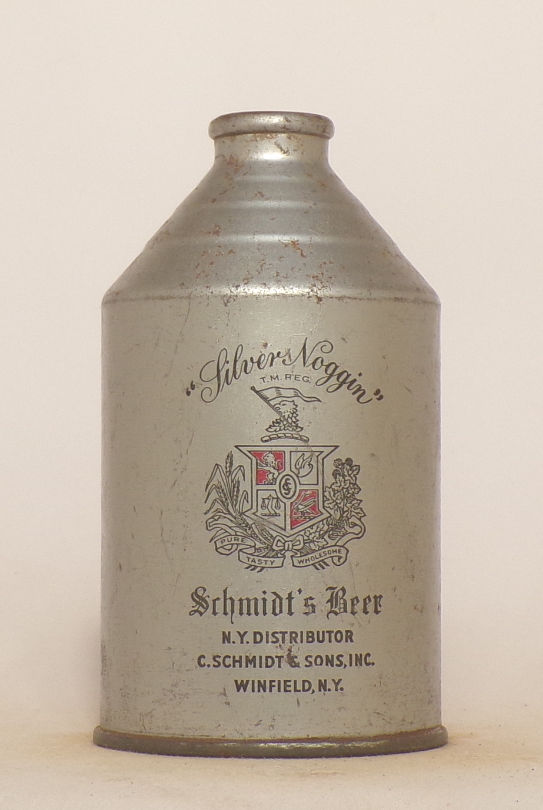 "Silver Noggin"
T.M. REG.
PURE TASTY WHOLESOME
Schmidt's Beer
N.Y. DISTRIBUTOR
C. SCHMIDT & SONS, INC.
WINFIELD, N.Y.